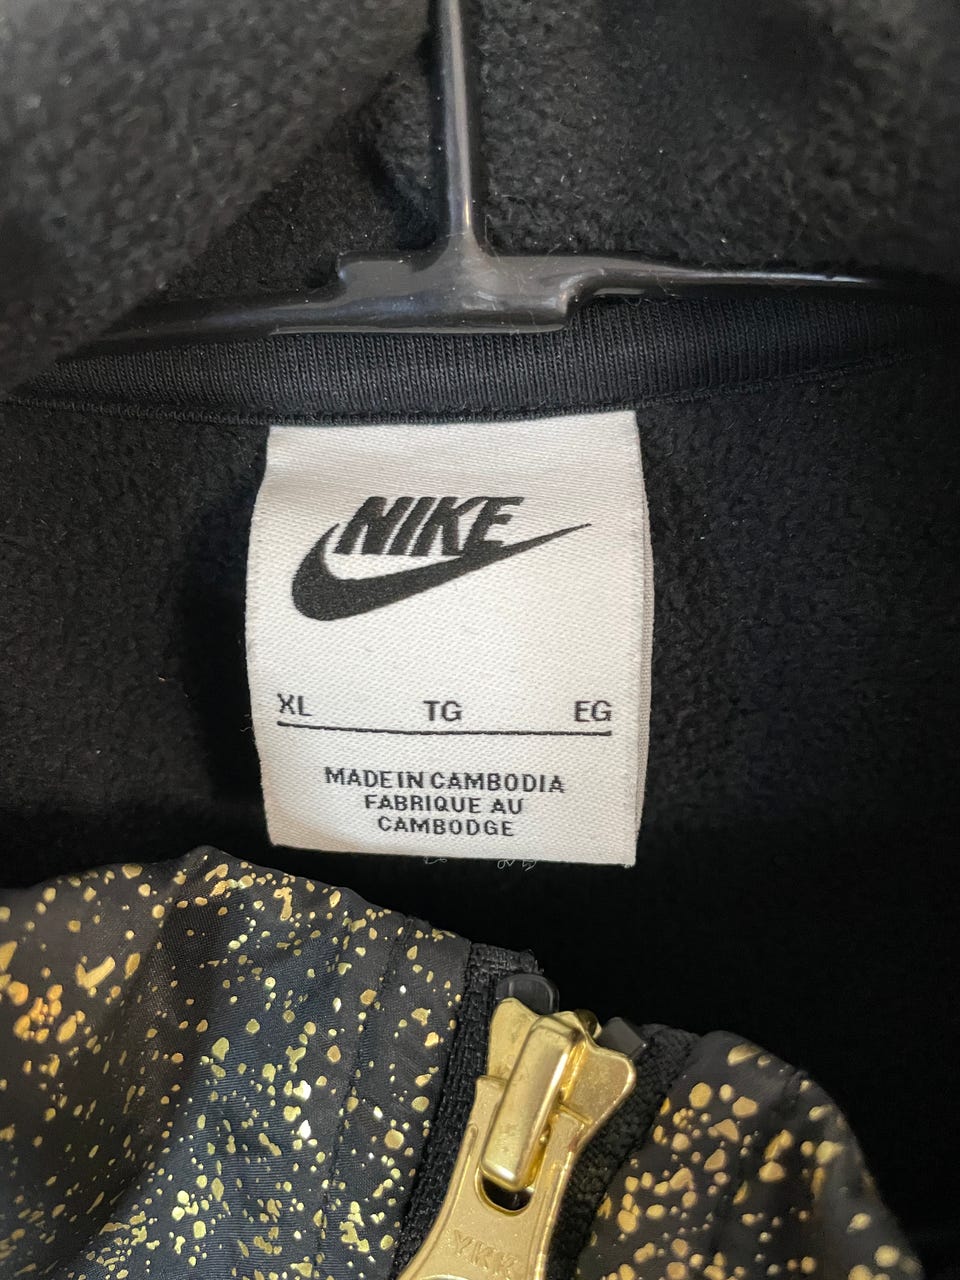 NIKE
XL TG EG
MADE IN CAMBODIA
FABRIQUE AU
CAMBODGE
YKK